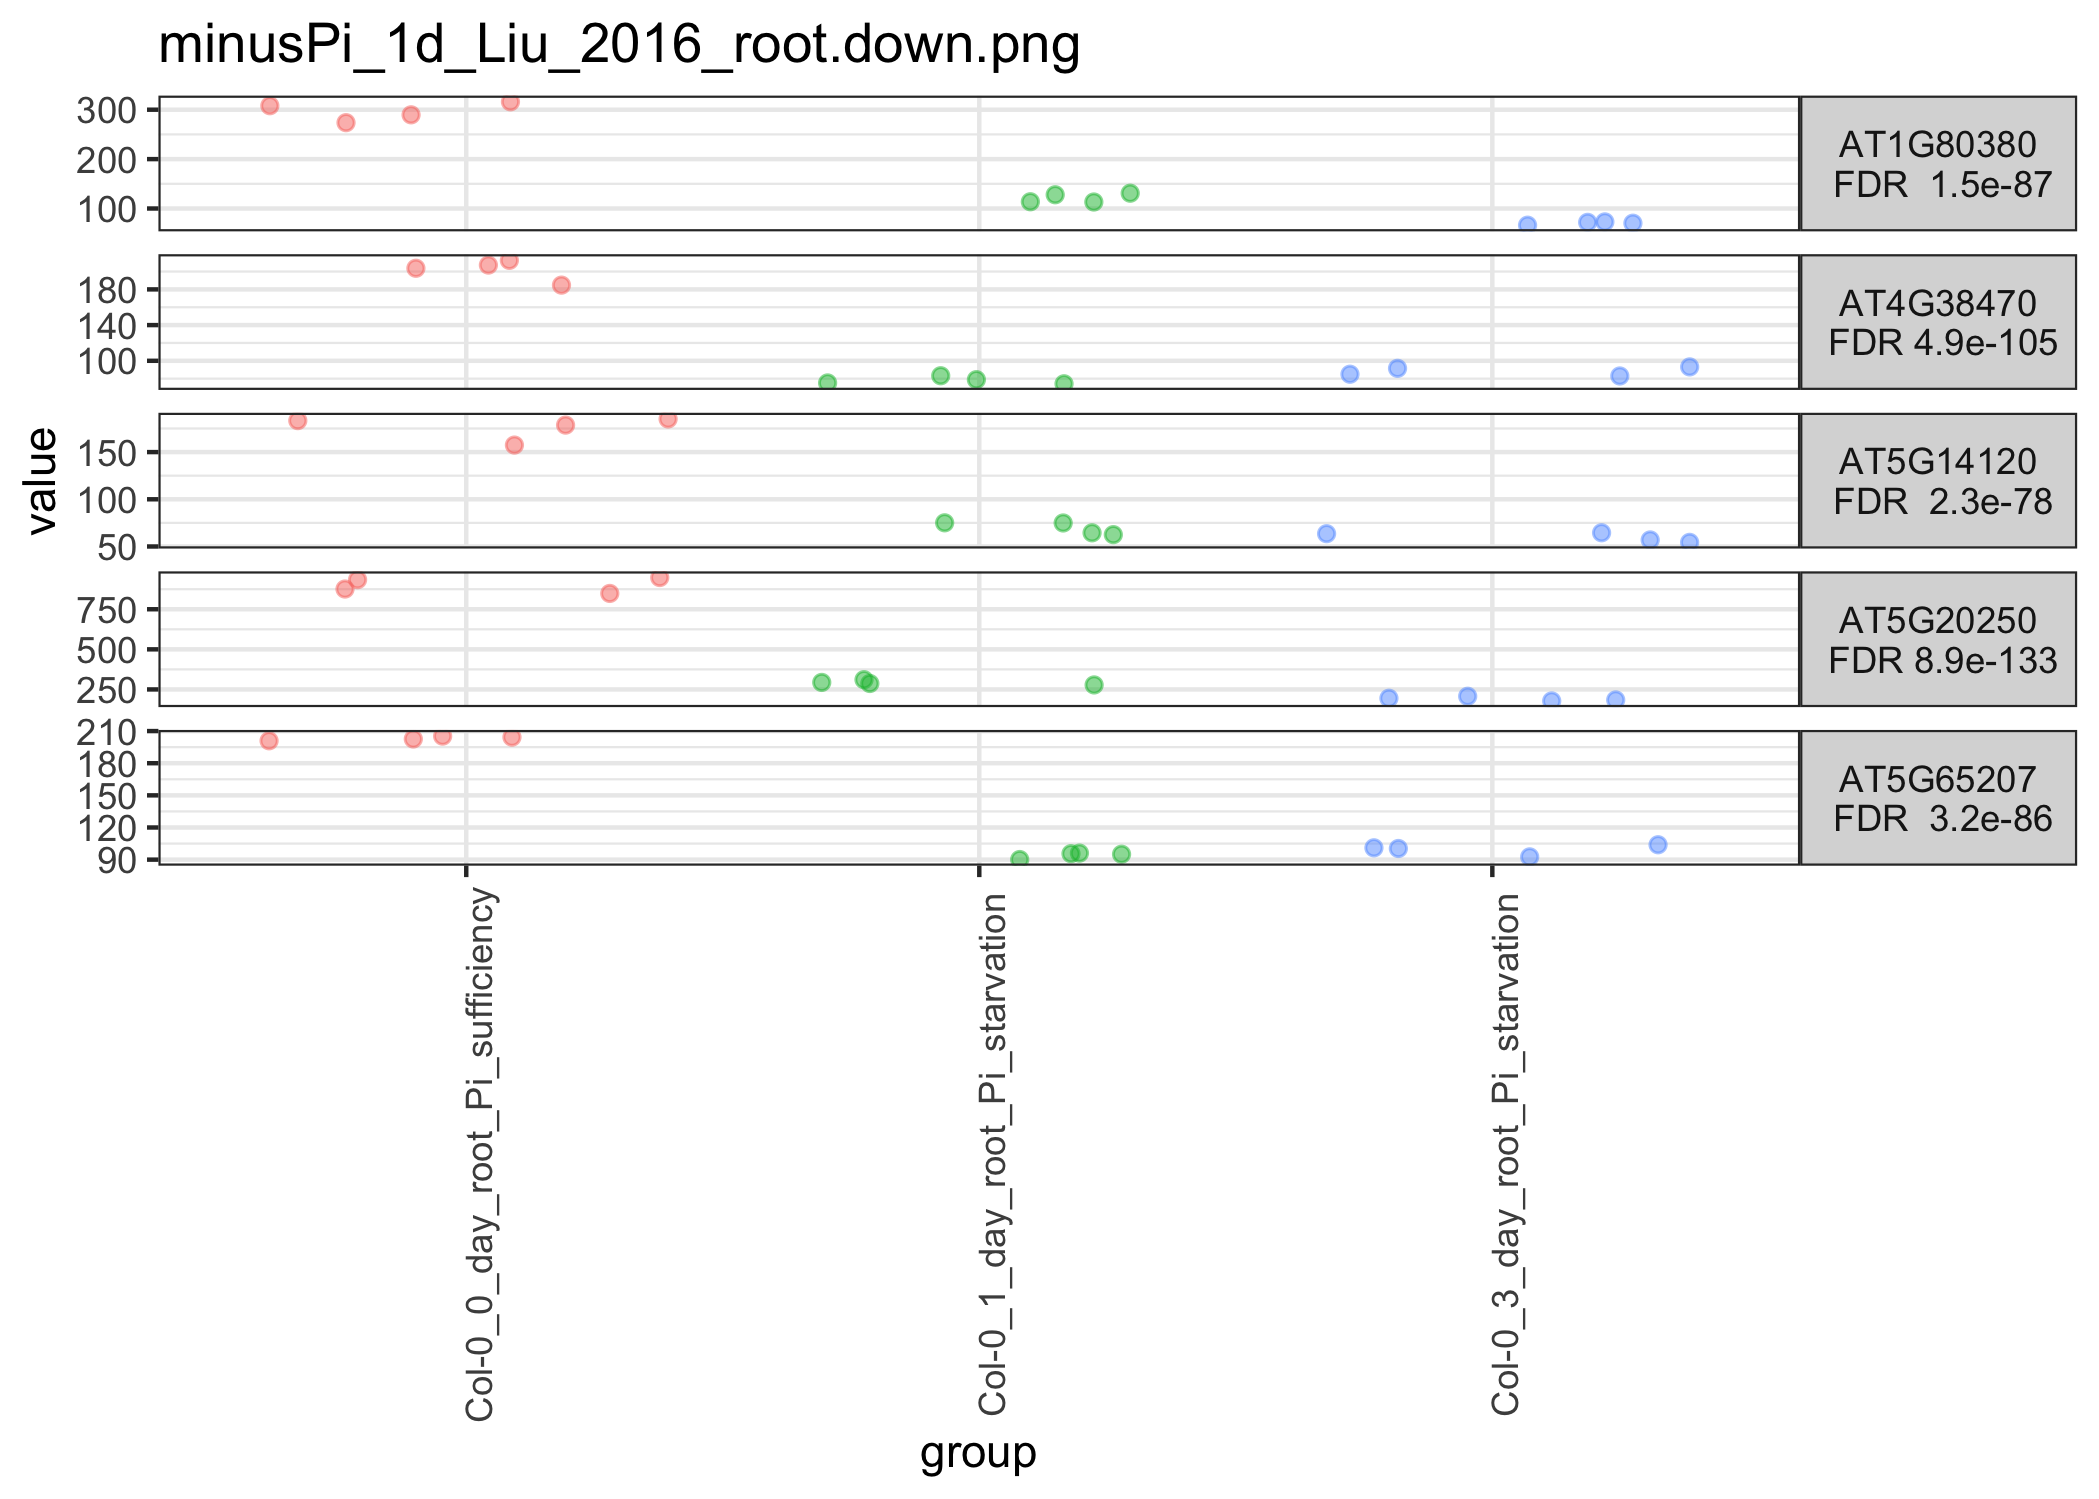 minusPi_1d_Liu_2016_root.down.png
value
300
200
100
AT1G80380
FDR 1.5e-87
180
140
100
AT4G38470
FDR 4.9e-105
150
100
50
AT5G14120
FDR 2.3e-78
750
500
250
AT5G20250
FDR 8.9e-133
210
180
150
120
90
AT5G65207
FDR 3.2e-86
Col-0_0_day_root_Pi_sufficiency
Col-0_1_day_root_Pi_starvation
Col-0_3_day_root_Pi_starvation
group